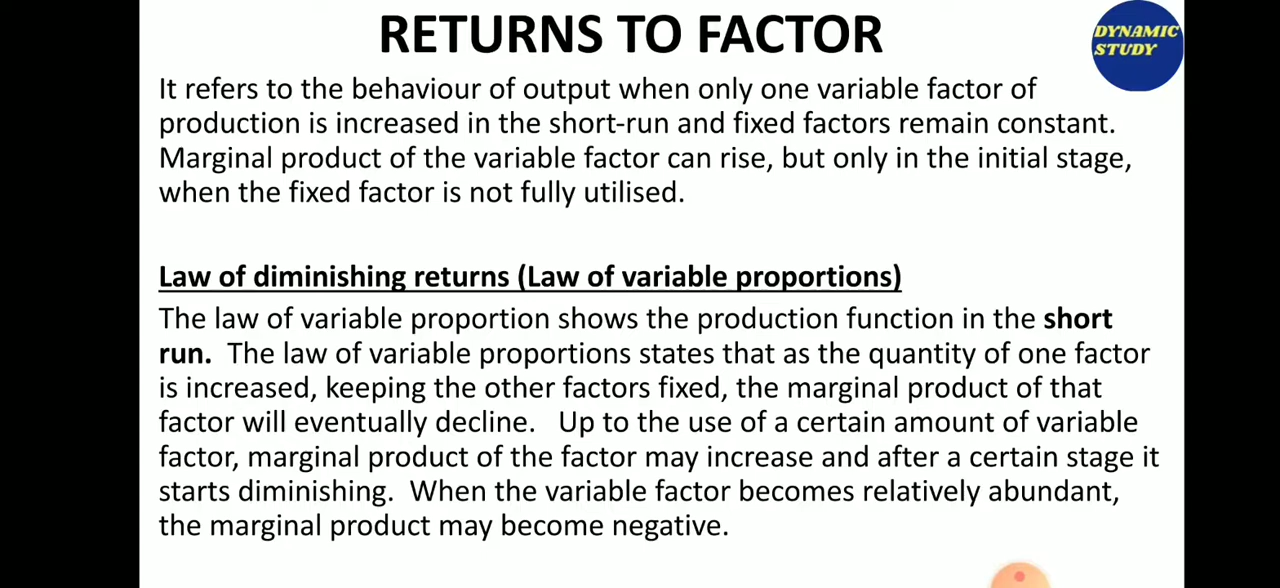 RETURNS TO FACTOR
DYNAMIC
STUDY
It refers to the behaviour of output when only one variable factor of
production is increased in the short-run and fixed factors remain constant.
Marginal product of the variable factor can rise, but only in the initial stage,
when the fixed factor is not fully utilised.
Law of diminishing returns (Law of variable proportions)
The law of variable proportion shows the production function in the short
run.  The law of variable proportions states that as the quantity of one factor
is increased, keeping the other factors fixed, the marginal product of that
factor will eventually decline.   Up to the use of a certain amount of variable
factor, marginal product of the factor may increase and after a certain stage it
starts diminishing.  When the variable factor becomes relatively abundant,
the marginal product may become negative.